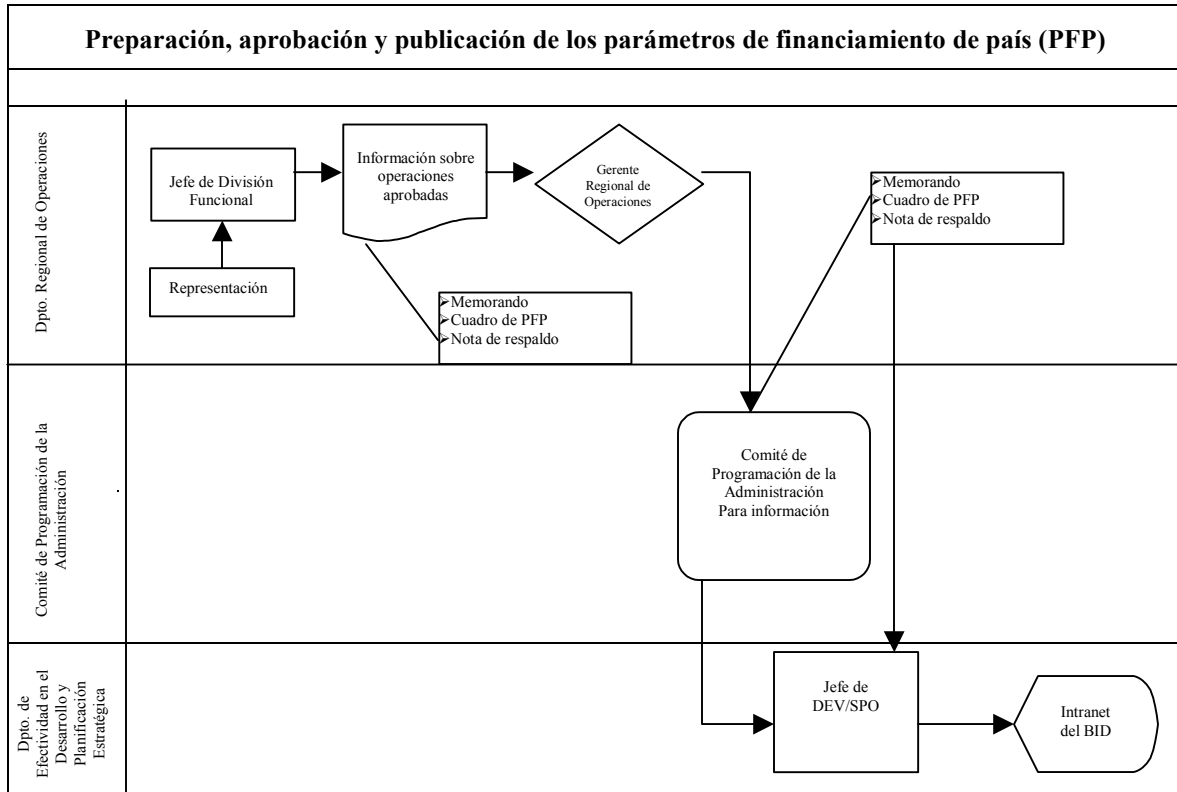 Preparación, aprobación y publicación de los parámetros de financiamiento de país (PFP)
Dpto. Regional de Operaciones
Jefe de División
Funcional
Representación
Información sobre
operaciones
aprobadas
Memorando
Cuadro de PFP
Nota de respaldo
Gerente
Regional de
Operaciones
Memorando
Cuadro de PFP
Nota de respaldo
Comité de Programación de la
Administración
Comité de
Programación de la
Administración
Para información
Dpto. de
Efectividad en el
Desarrollo y
Planificación
Estratégica
Jefe de
DEV/SPO
Intranet
del BID